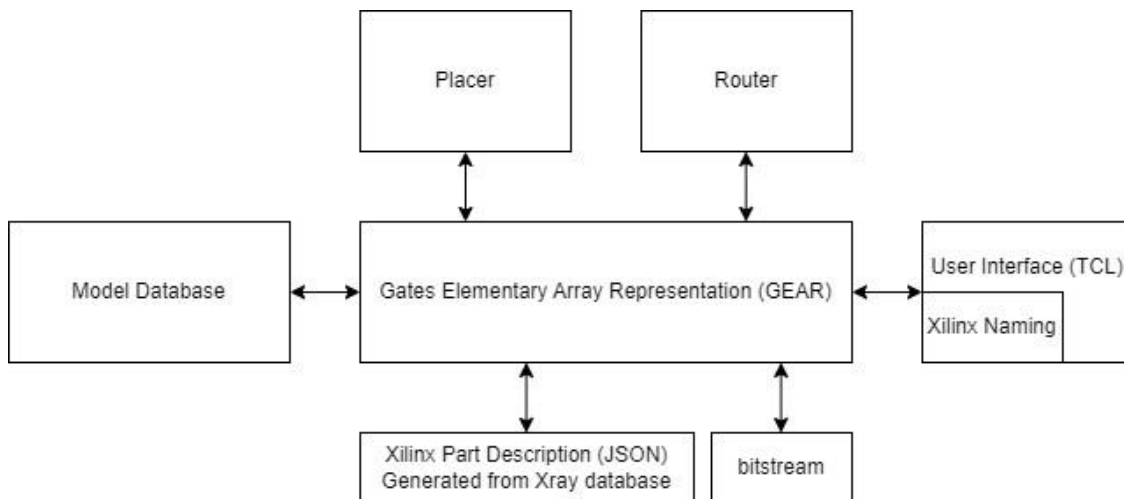 Placer
Router
Model Database
Gates Elementary Array Representation (GEAR)
User Interface (TCL)
Xilinx Naming
Xilinx Part Description (JSON)
Generated from Xray database
bitstream